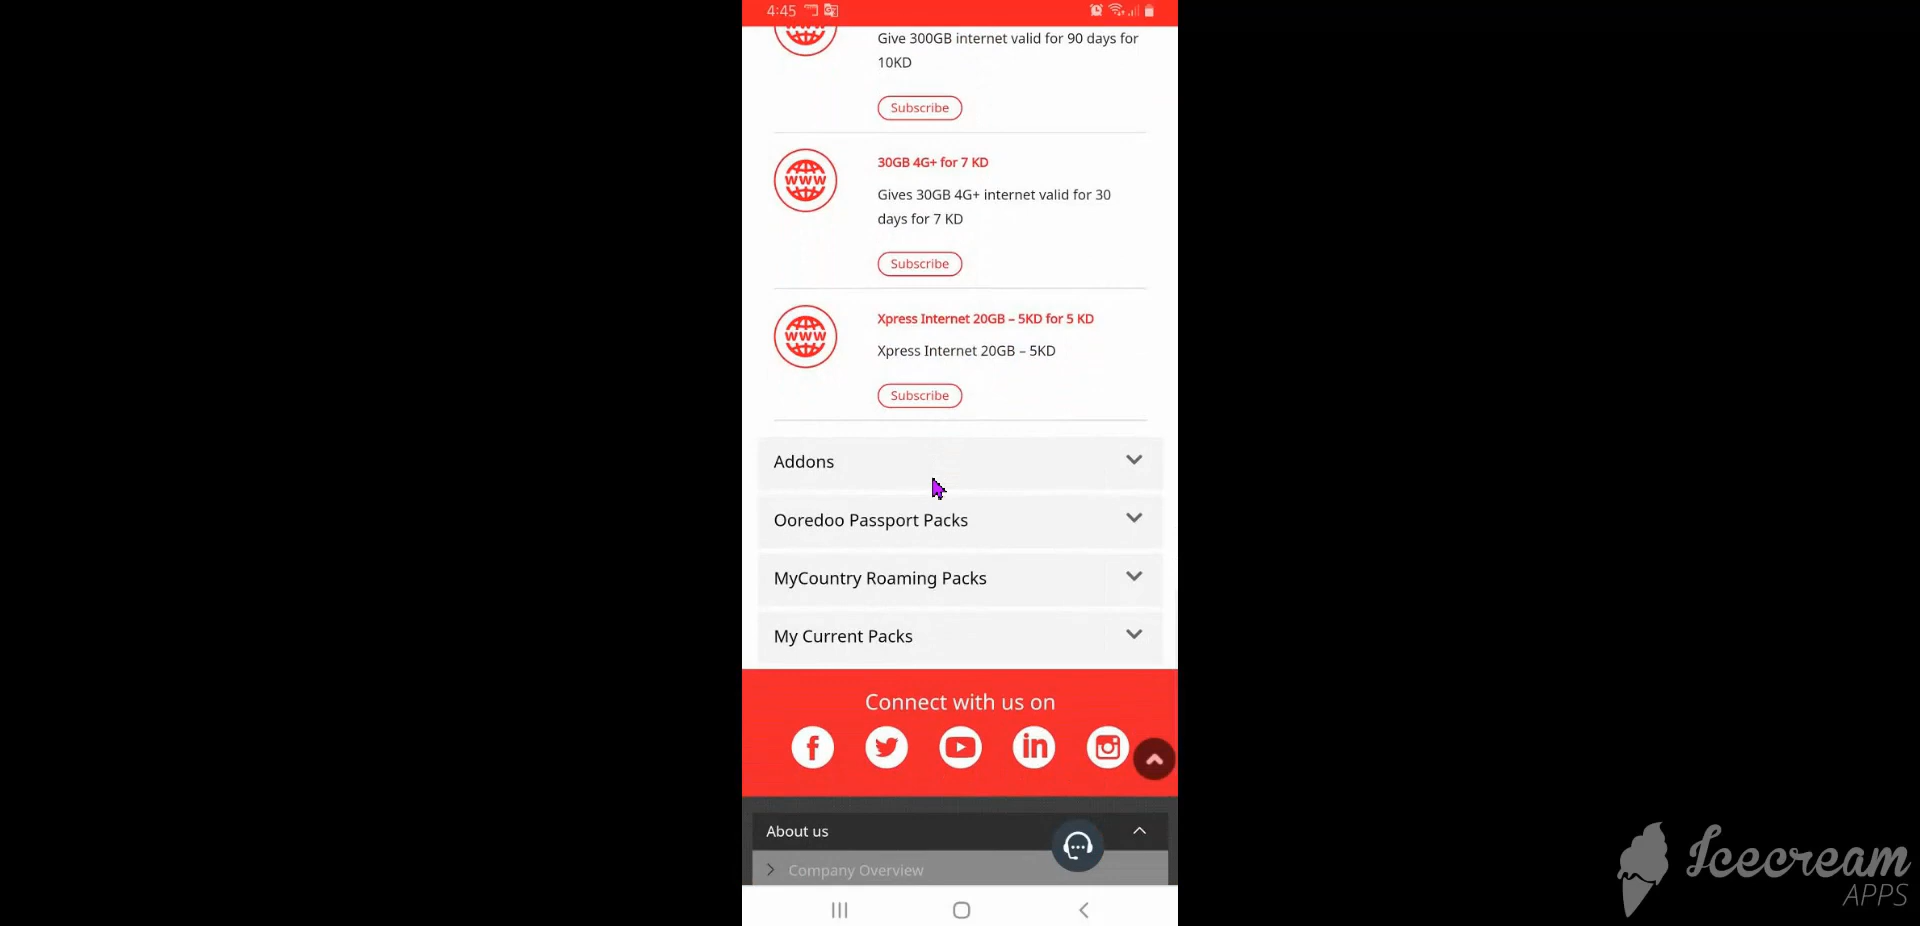 4:45
Give 300GB internet valid for 90 days for
10KD
Subscribe
www
30GB 4G+ for 7 KD
Gives 30GB 4G+ internet valid for 30
days for 7 KD
Subscribe
www
Xpress Internet 20GB – 5KD for 5 KD
Xpress Internet 20GB – 5KD
Subscribe
Addons
Ooredoo Passport Packs
MyCountry Roaming Packs
My Current Packs
Connect with us on
About us
Company Overview
Icecream
APPS